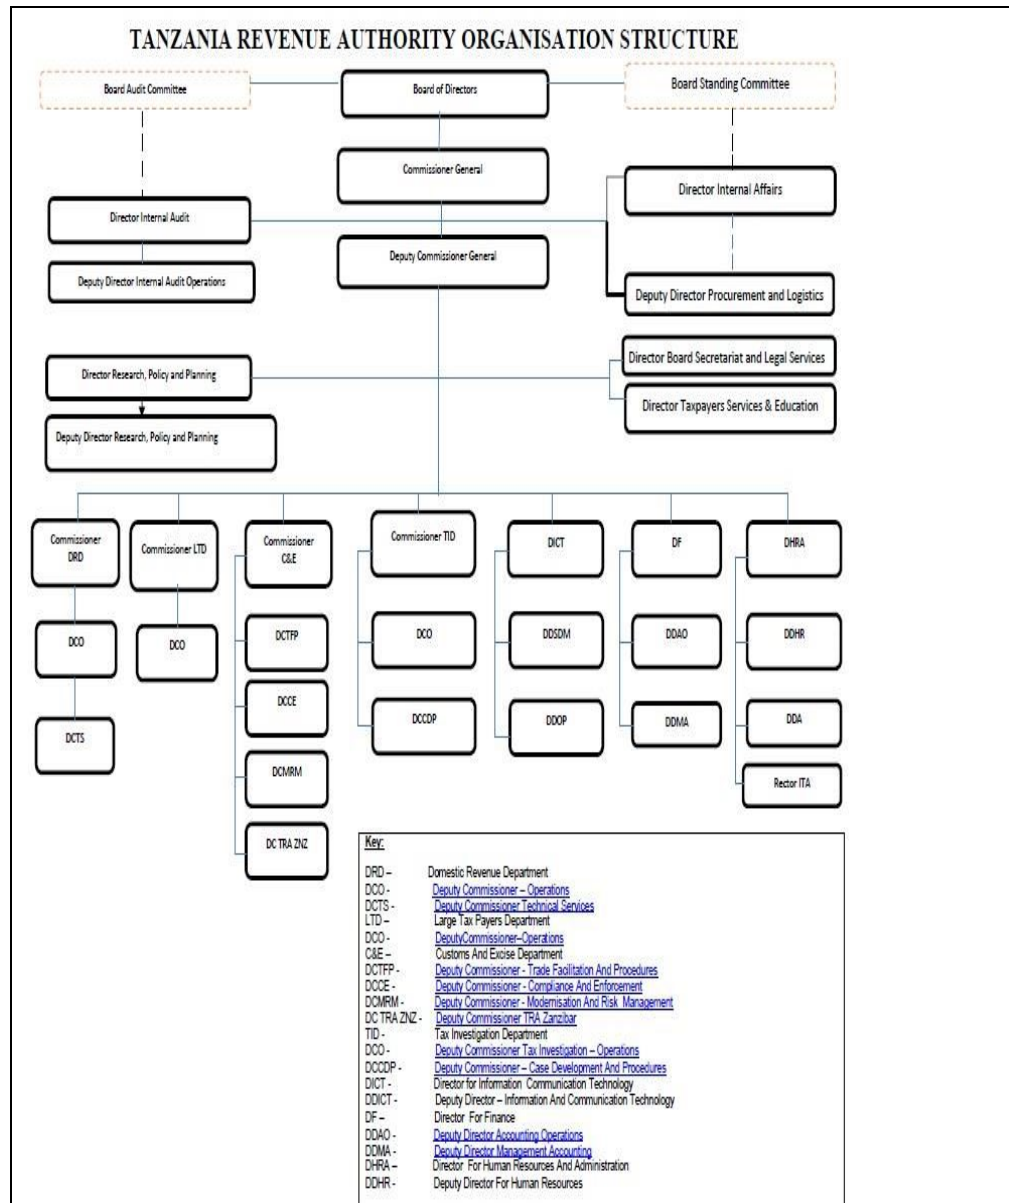 TANZANIA REVENUE AUTHORITY ORGANISATION STRUCTURE
Board Audit Committee
Board of Directors
Board Standing Committee
Commissioner General
Director Internal Affairs
Director Internal Audit
Deputy Commissioner General
Deputy Director Internal Audit Operations
Deputy Director Procurement and Logistics
Director Board Secretariat and Legal Services
Director Research, Policy and Planning
Director Taxpayers Services & Education
Deputy Director Research, Policy and Planning
Commissioner
DRD
Commissioner LTD
Commissioner
C&E
Commissioner TID
DICT
DF
DHRA
DCO
DCO
DCTFP
DCO
DDSDM
DDAO
DDHR
DCCE
DCTS
DCCDP
DDOP
DDMA
DDA
DCMRM
Rector ITA
DC TRA ZNZ
Key:
DRD – Domestic Revenue Department
DCO - Deputy Commissioner – Operations
DCTS - Deputy Commissioner Technical Services
LTD – Large Tax Payers Department
DCO - DeputyCommissioner–Operations
C&E – Customs And Excise Department
DCTFP - Deputy Commissioner - Trade Facilitation And Procedures
DCCE - Deputy Commissioner - Compliance And Enforcement
DCMRM - Deputy Commissioner - Modernisation And Risk Management
DC TRA ZNZ - Deputy Commissioner TRA Zanzibar
TID - Tax Investigation Department
DCO - Deputy Commissioner Tax Investigation – Operations
DCCDP - Deputy Commissioner – Case Development And Procedures
DICT - Director for Information Communication Technology
DDICT - Deputy Director – Information And Communication Technology
DF – Director For Finance
DDAO - Deputy Director Accounting Operations
DDMA - Deputy Director Management Accounting
DHRA – Director For Human Resources And Administration
DDHR - Deputy Director For Human Resources